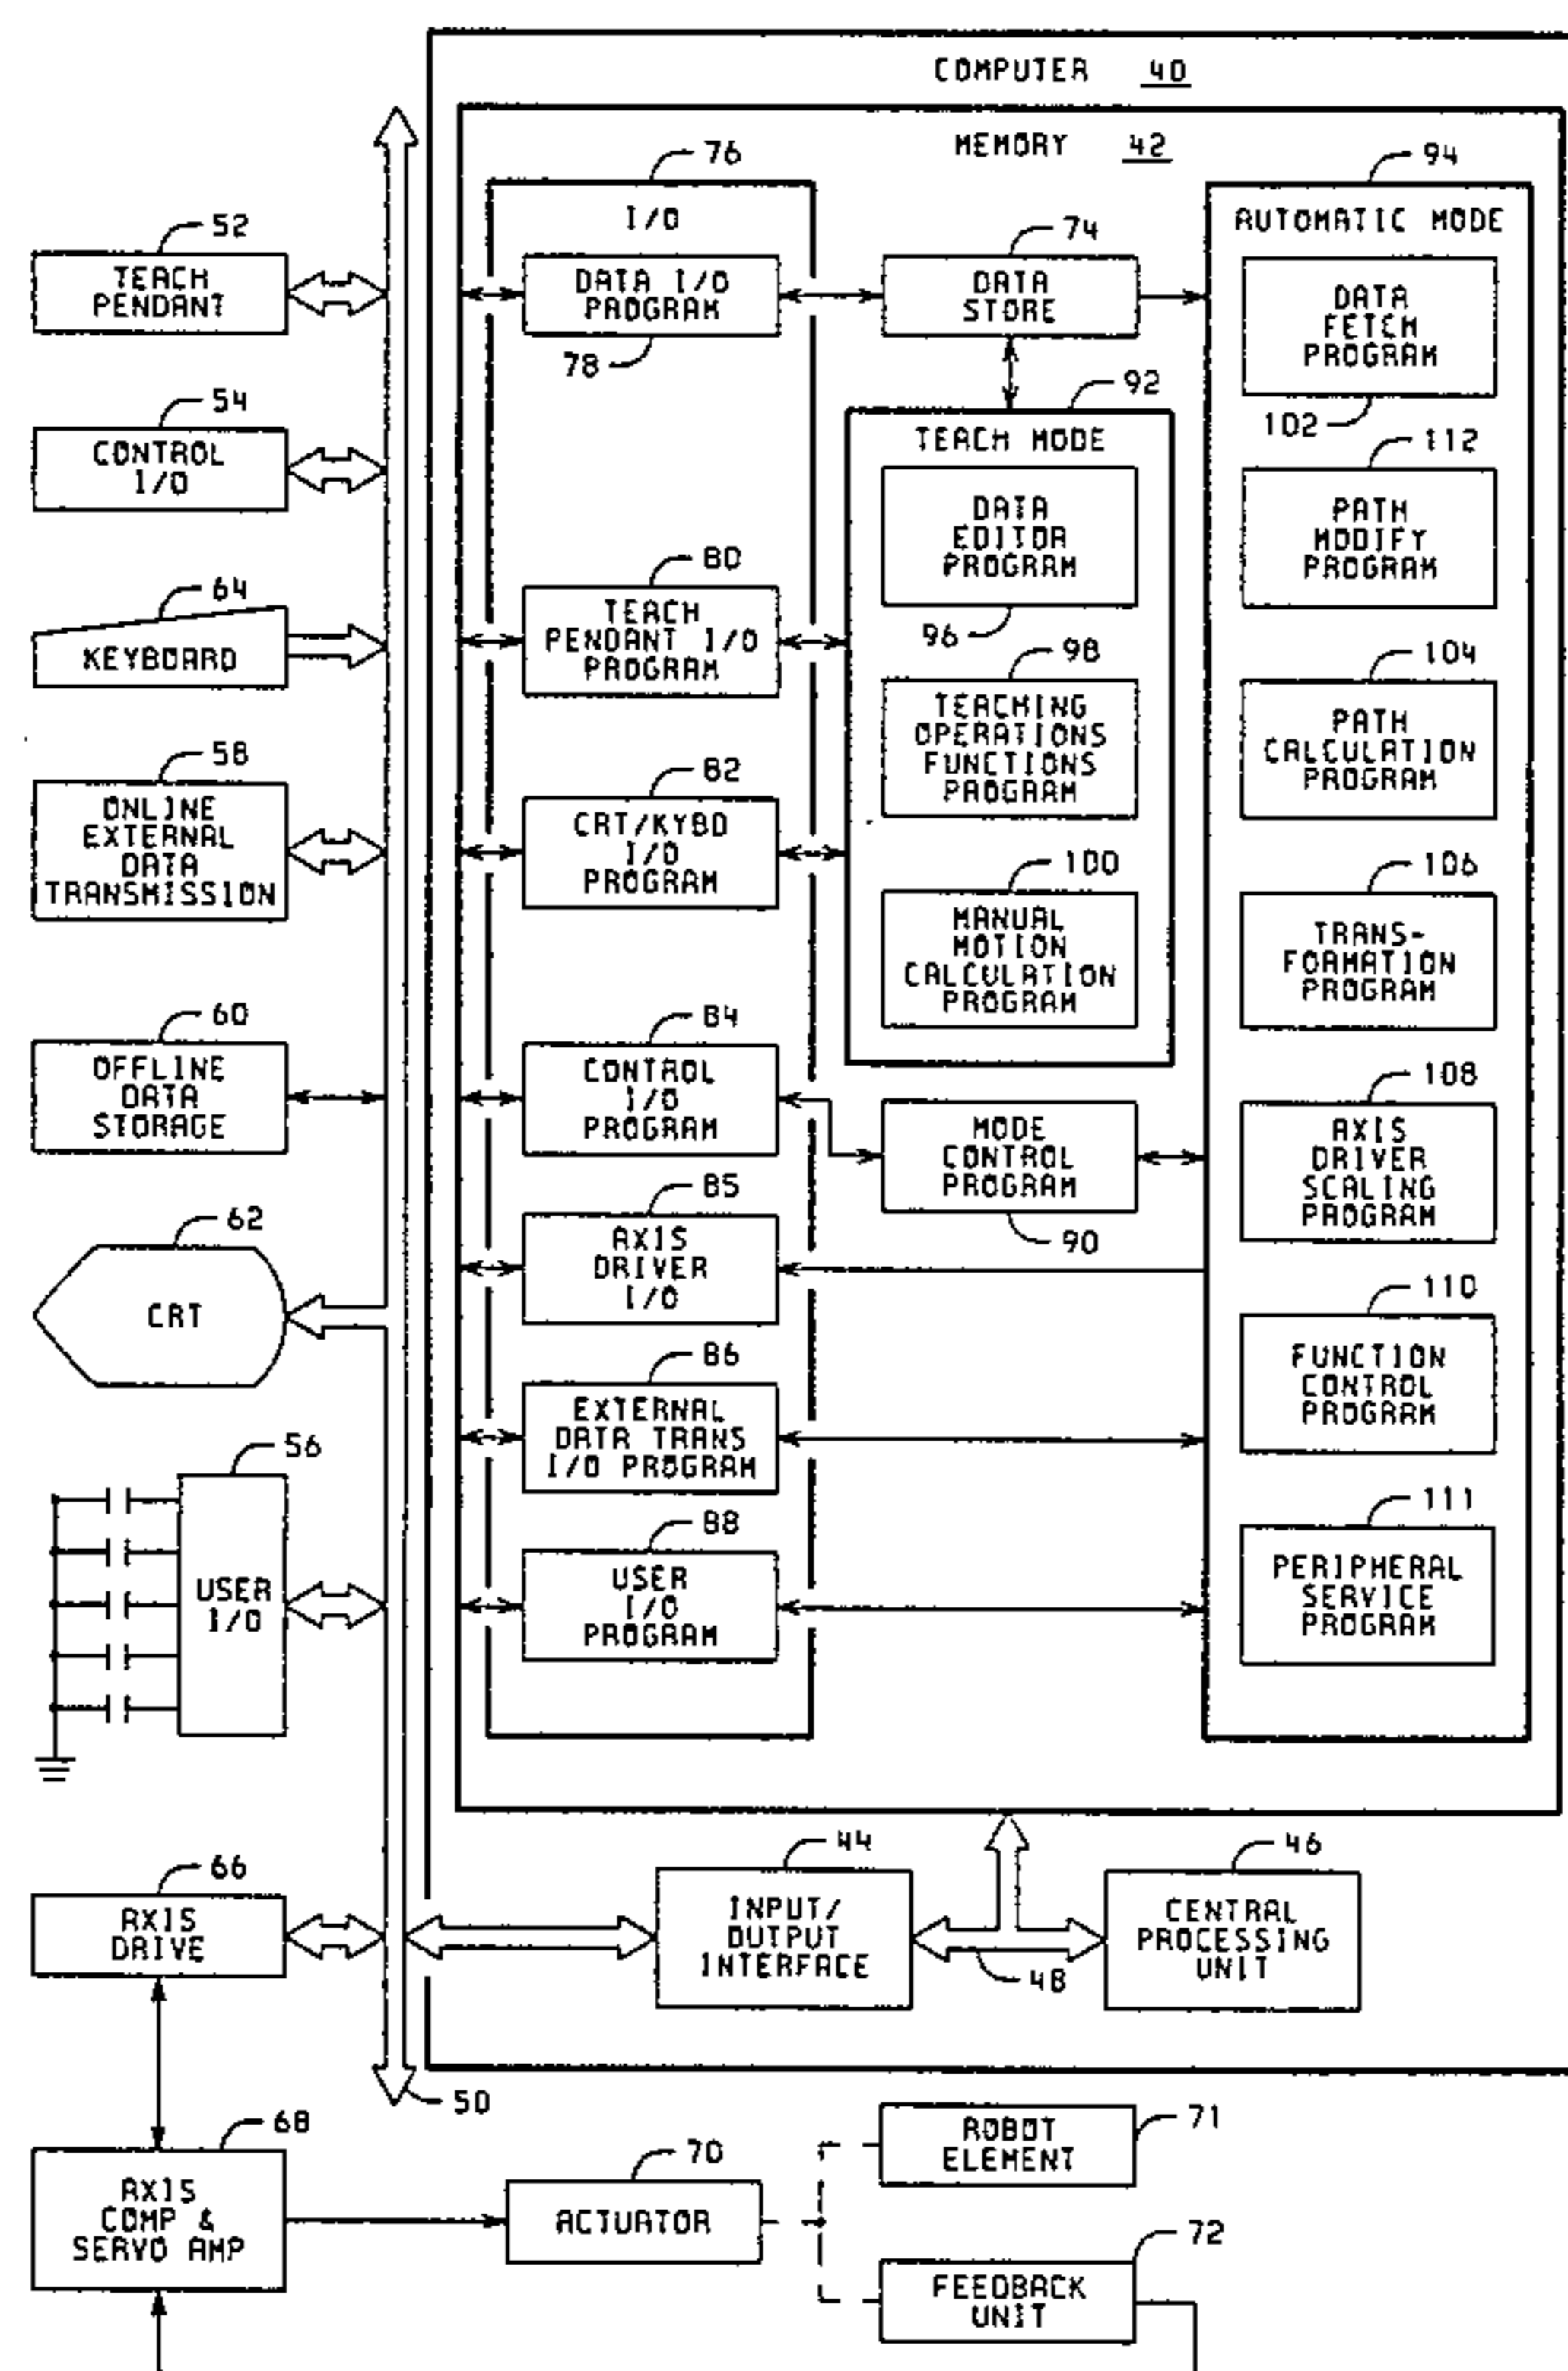 COMPUTER 40
MEMORY 42
76
I/O
DATA I/O
PROGRAM
78
80
TEACH
PENDANT I/O
PROGRAM
82
CRT/KYBD
I/O
PROGRAM
84
CONTROL
I/O
PROGRAM
85
AXIS
DRIVER
I/O
86
EXTERNAL
DATA TRANS
I/O PROGRAM
88
USER
I/O
PROGRAM
74
DATA
STORE
92
TEACH MODE
DATA
EDITOR
PROGRAM
96
98
TEACHING
OPERATIONS
FUNCTIONS
PROGRAM
100
MANUAL
MOTION
CALCULATION
PROGRAM
MODE
CONTROL
PROGRAM
90
94
AUTOMATIC MODE
DATA
FETCH
PROGRAM
102
112
PATH
MODIFY
PROGRAM
104
PATH
CALCULATION
PROGRAM
106
TRANS-
FORMATION
PROGRAM
108
AXIS
DRIVER
SCALING
PROGRAM
110
FUNCTION
CONTROL
PROGRAM
111
PERIPHERAL
SERVICE
PROGRAM
52
TEACH
PENDANT
54
CONTROL
I/O
64
KEYBOARD
58
ONLINE
EXTERNAL
DATA
TRANSMISSION
60
OFFLINE
DATA
STORAGE
62
CRT
56
USER
I/O
66
AXIS
DRIVE
44
INPUT/
OUTPUT
INTERFACE
48
46
CENTRAL
PROCESSING
UNIT
50
68
AXIS
COMP &
SERVO AMP
70
ACTUATOR
71
ROBOT
ELEMENT
72
FEEDBACK
UNIT